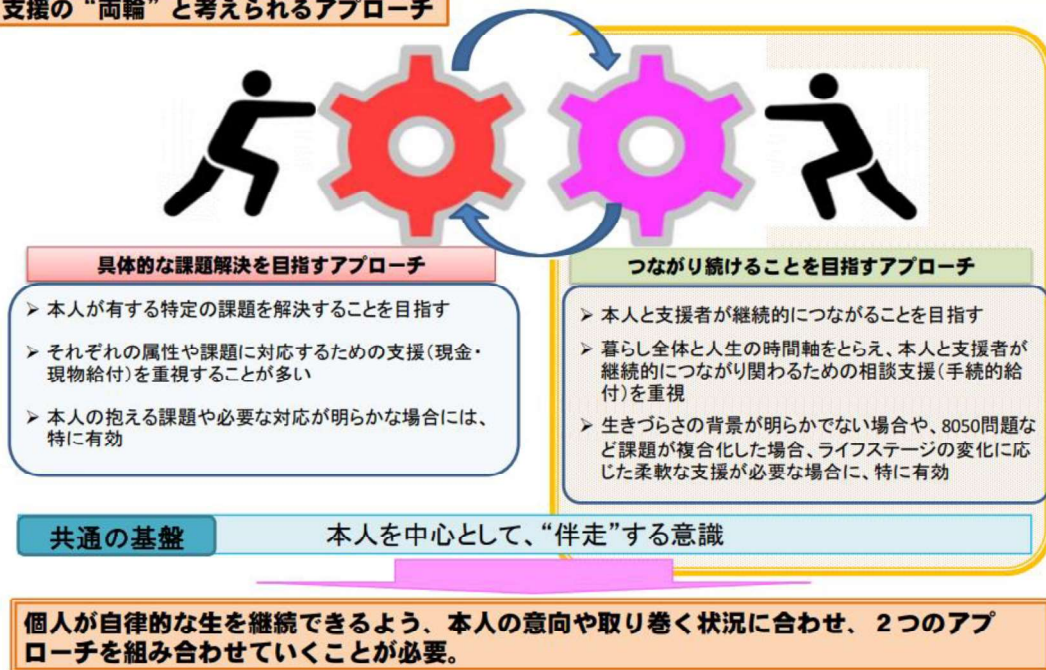 支援の“両輪”と考えられるアプローチ
具体的な課題解決を目指すアプローチ
➢ 本人が有する特定の課題を解決することを目指す
➢ それぞれの属性や課題に対応するための支援（現金・
現物給付）を重視することが多い
➢ 本人の抱える課題や必要な対応が明らかな場合には、
特に有効
つながり続けることを目指すアプローチ
➢ 本人と支援者が継続的につながることを目指す
➢ 暮らし全体と人生の時間軸をとらえ、本人と支援者が
継続的につながり関わるための相談支援（手続的給
付）を重視
➢ 生きづらさの背景が明らかでない場合や、8050問題な
ど課題が複合化した場合、ライフステージの変化に応
じた柔軟な支援が必要な場合に、特に有効
共通の基盤
本人を中心として、“伴走”する意識
個人が自律的な生を継続できるよう、本人の意向や取り巻く状況に合わせ、２つのアプ
ローチを組み合わせていくことが必要。